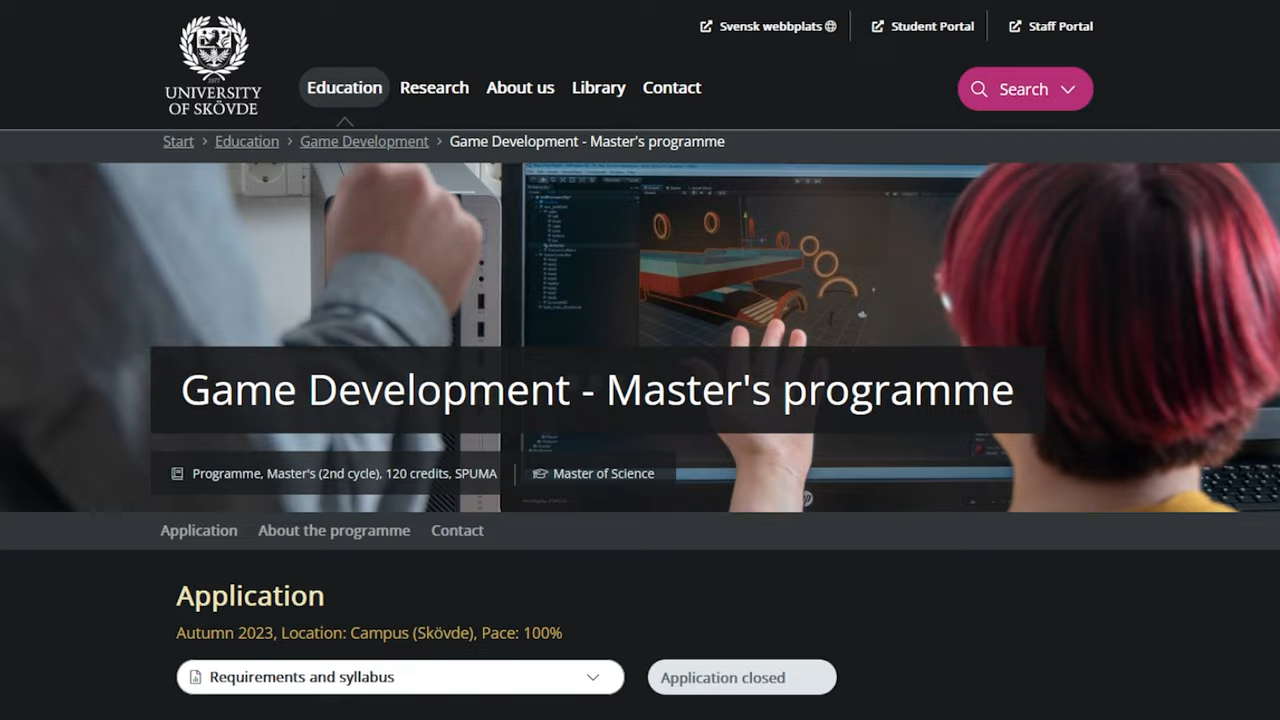 Svensk webbplats
Student Portal
Staff Portal
1977
UNIVERSITY
OF SKÖVDE
Education
Research
About us
Library
Contact
Search
Start > Education > Game Development > Game Development - Master's programme
Game Development - Master's programme
Programme, Master's (2nd cycle), 120 credits, SPUMA
Master of Science
hp
Application
About the programme
Contact
Application
Autumn 2023, Location: Campus (Skövde), Pace: 100%
Requirements and syllabus
Application closed